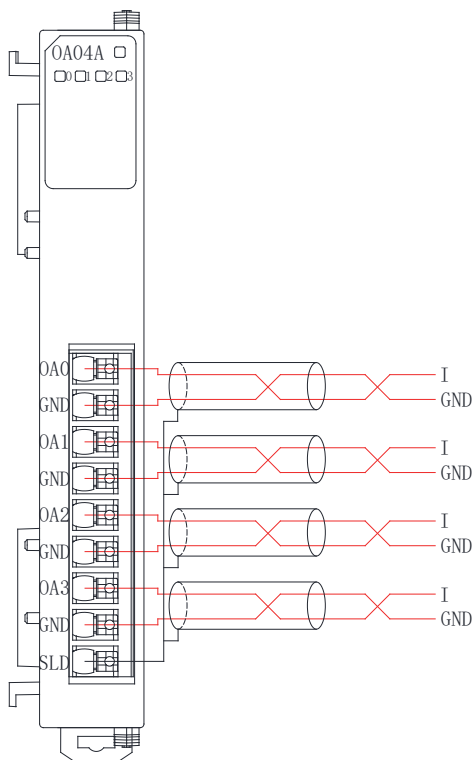 OA04A
0 1 2 3
OA0
I
GND
GND
OA1
I
GND
GND
OA2
I
GND
GND
OA3
I
GND
GND
SLD